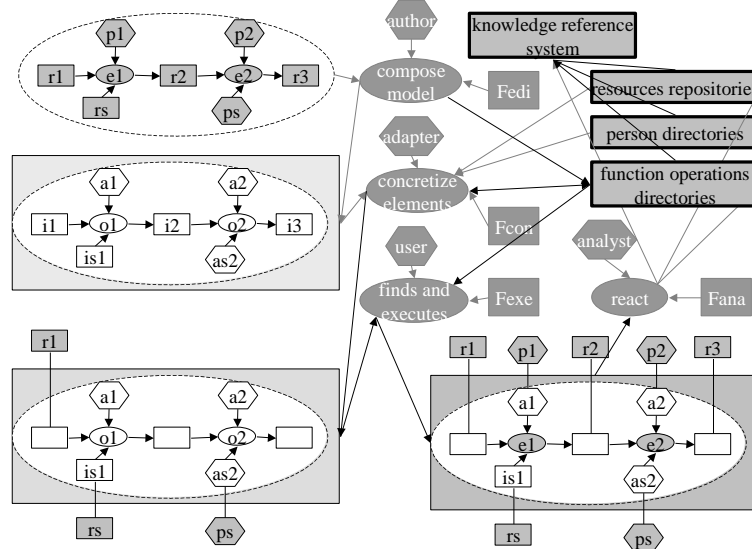 author
p1
p2
knowledge reference
system
r1
e1
r2
e2
r3
compose
model
Fedi
resources repositorie
rs
ps
adapter
person directories
a1
a2
concretize
elements
function operations
directories
i1
o1
i2
o2
i3
Fcon
is1
as2
user
analyst
finds and
executes
Fexe
react
Fana
r1
r1
p1
r2
p2
r3
a1
a2
a1
a2
o1
o2
e1
e2
is1
as2
is1
as2
rs
ps
rs
ps